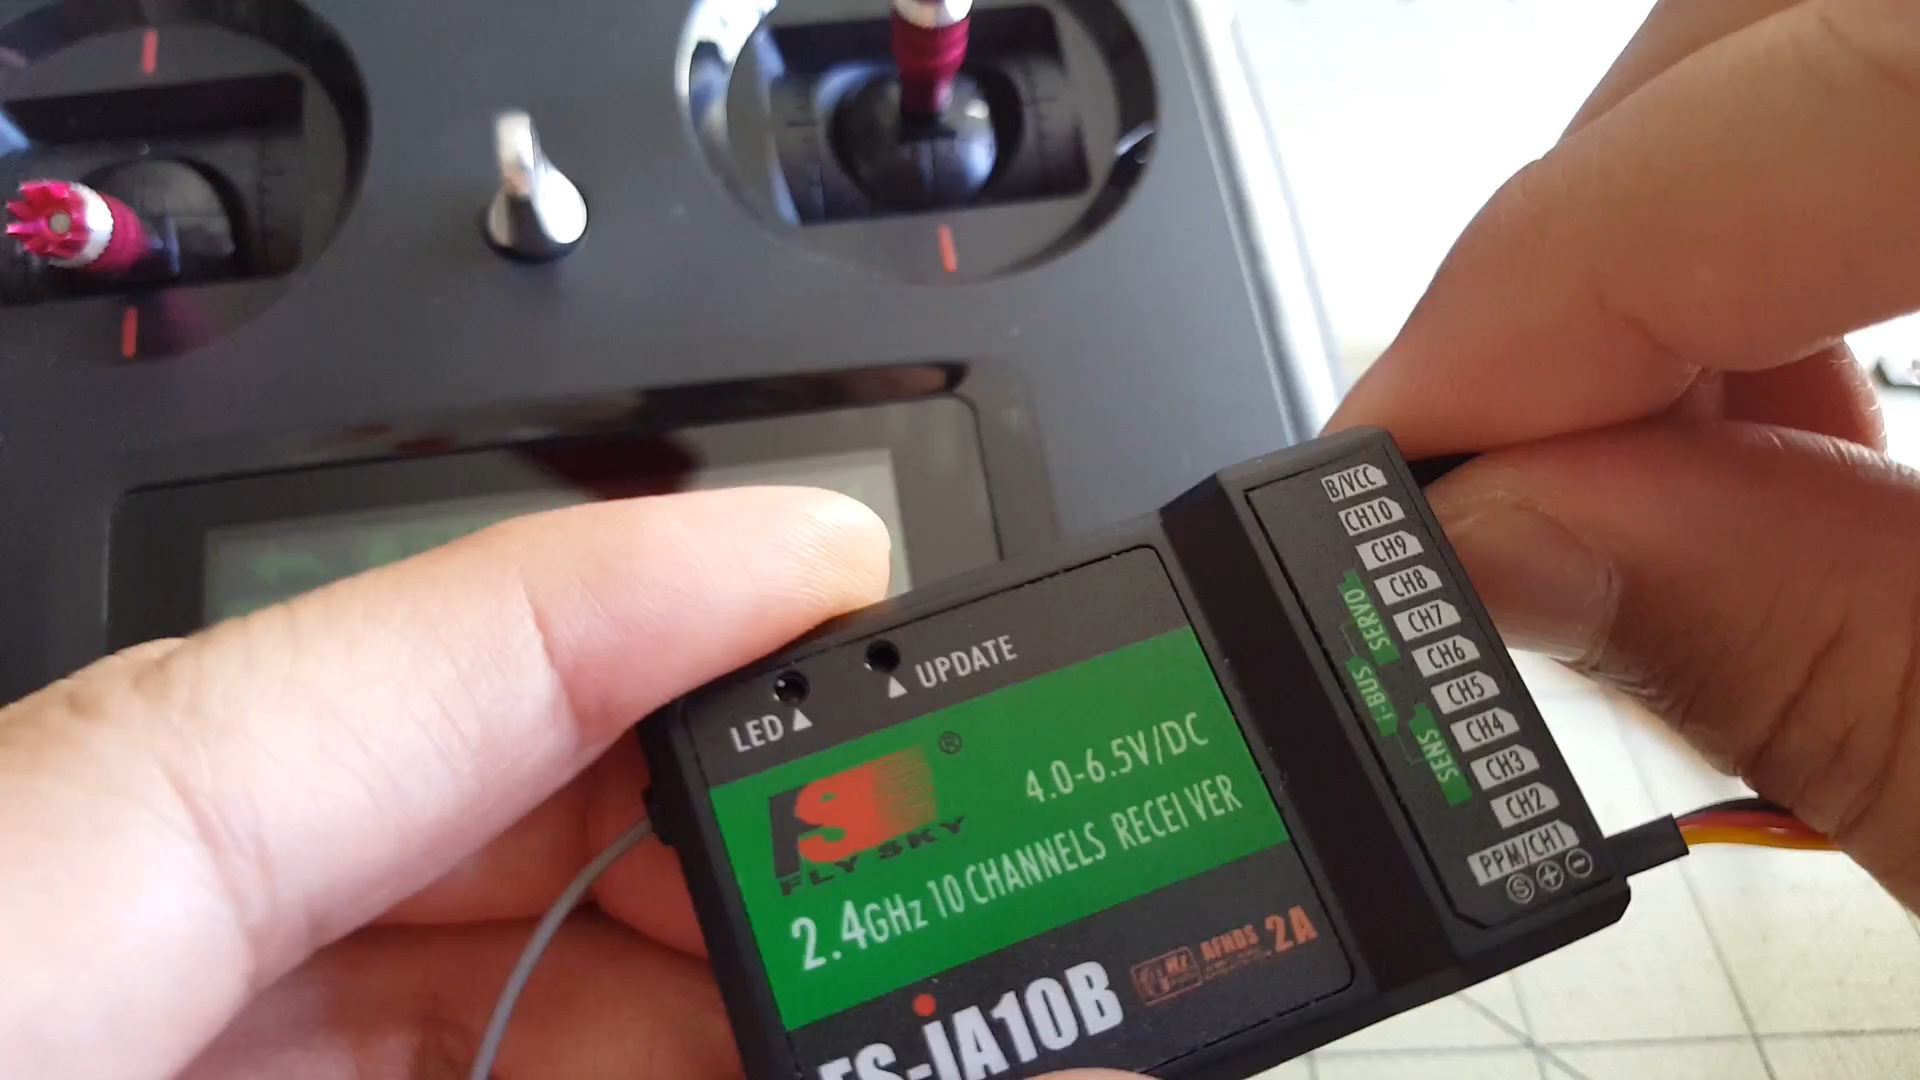 LED
UPDATE
FS®
FLY SKY
4.0-6.5V/DC
2.4GHz 10 CHANNELS RECEIVER
FS-iA10B
AFHDS 2A
B/VCC
CH10
CH9
CH8
CH7
CH6
CH5
CH4
CH3
CH2
PPM/CH1
S + -
SERVO
i-BUS
SENS